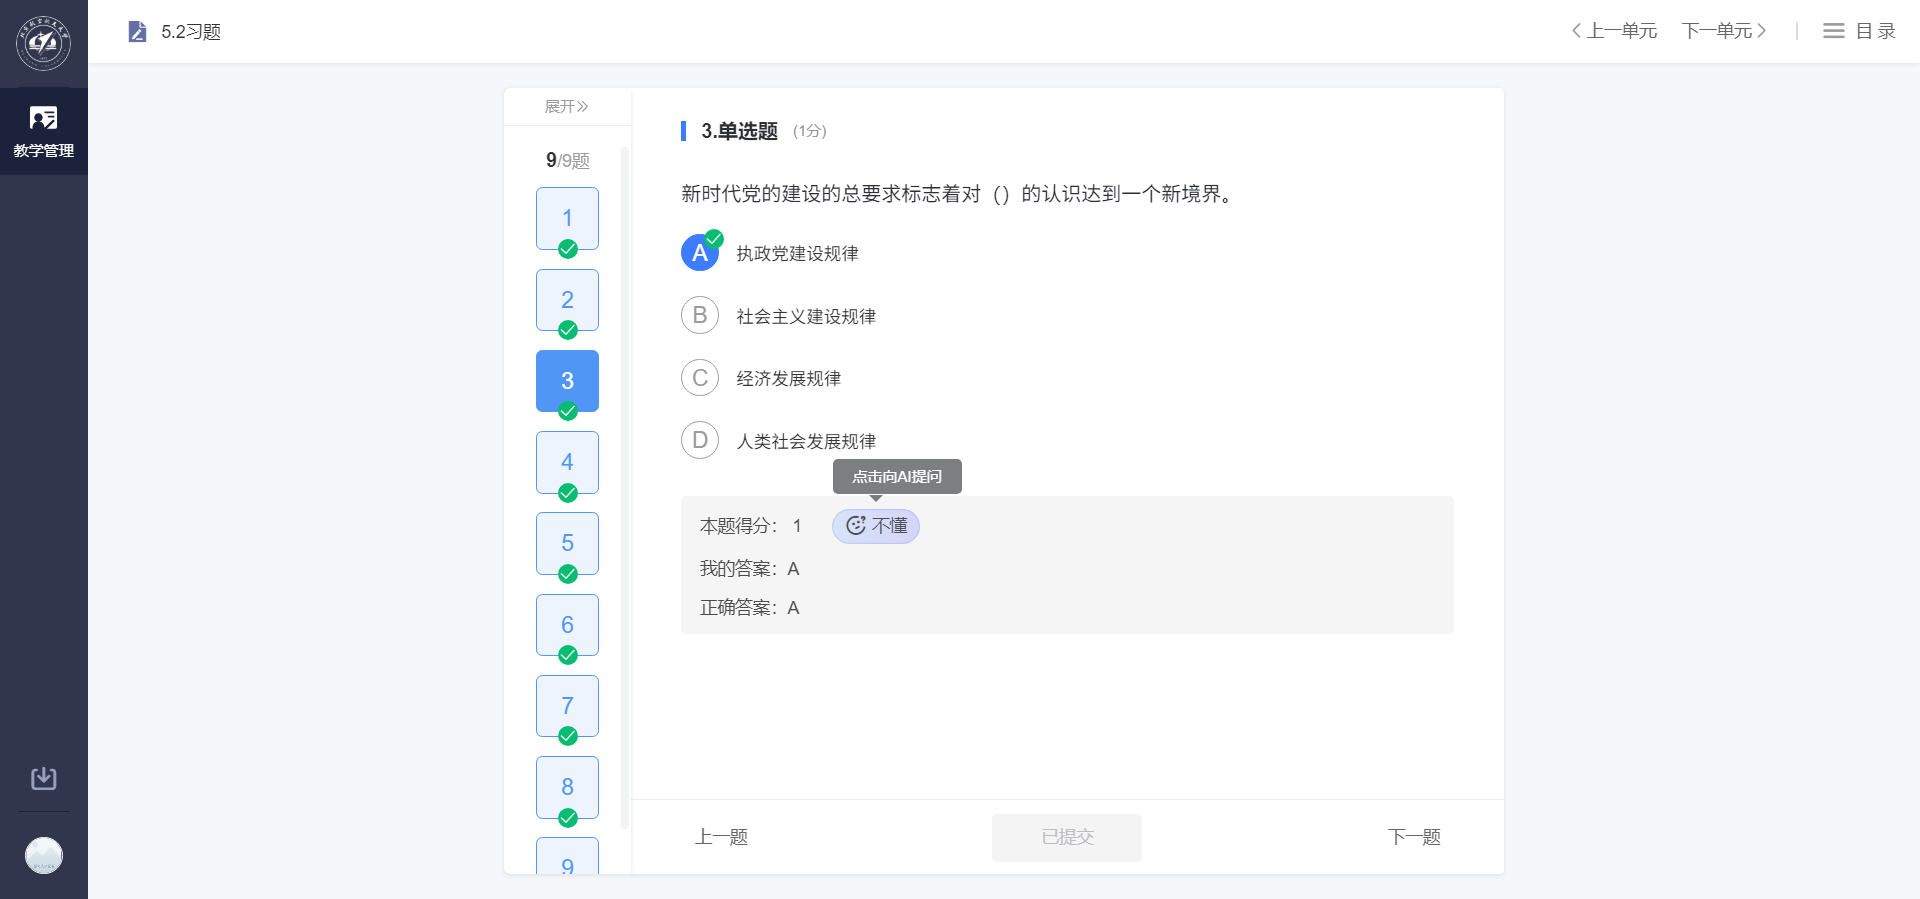 5.2习题
上一单元
下一单元
目录
教学管理
展开
9/9题
1
2
3
4
5
6
7
8
9
3.单选题 (1分)
新时代党的建设的总要求标志着对（）的认识达到一个新境界。
A 执政党建设规律
B 社会主义建设规律
C 经济发展规律
D 人类社会发展规律
点击向AI提问
本题得分： 1 不懂
我的答案：A
正确答案：A
上一题
已提交
下一题